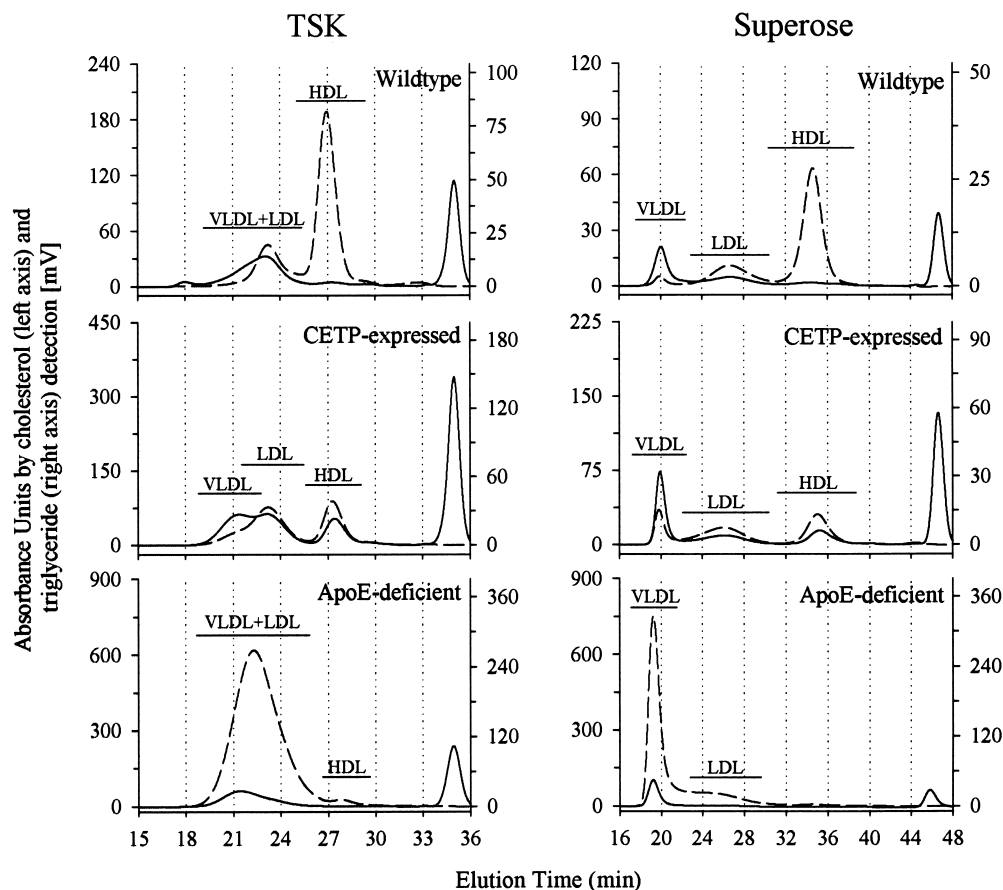 TSK
Superose
Absorbance Units by cholesterol (left axis) and
triglyceride (right axis) detection [mV]
240
180
120
60
0
100
75
50
25
0
Wildtype
HDL
VLDL+LDL
120
90
60
30
0
50
25
0
Wildtype
HDL
VLDL
LDL
450
300
150
0
180
120
60
0
CETP-expressed
LDL
VLDL
HDL
225
150
75
0
90
60
30
0
CETP-expressed
VLDL
LDL
HDL
900
600
300
0
360
240
120
0
ApoE-deficient
VLDL+LDL
HDL
15 18 21 24 27 30 33 36
900
600
300
0
360
240
120
0
ApoE-deficient
VLDL
LDL
16 20 24 28 32 36 40 44 48
Elution Time (min)